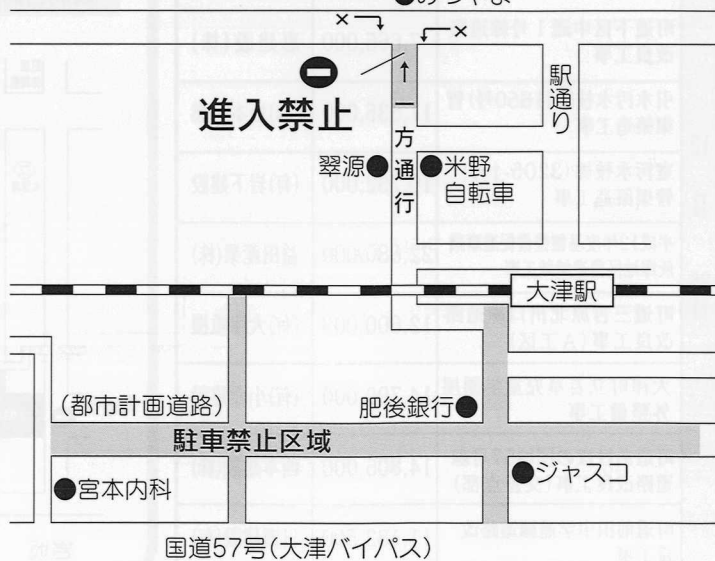 ×
×
進入禁止
↑
方通行
駅通り
翠源
米野
自転車
大津駅
(都市計画道路)
肥後銀行
駐車禁止区域
宮本内科
ジャスコ
国道57号(大津バイパス)